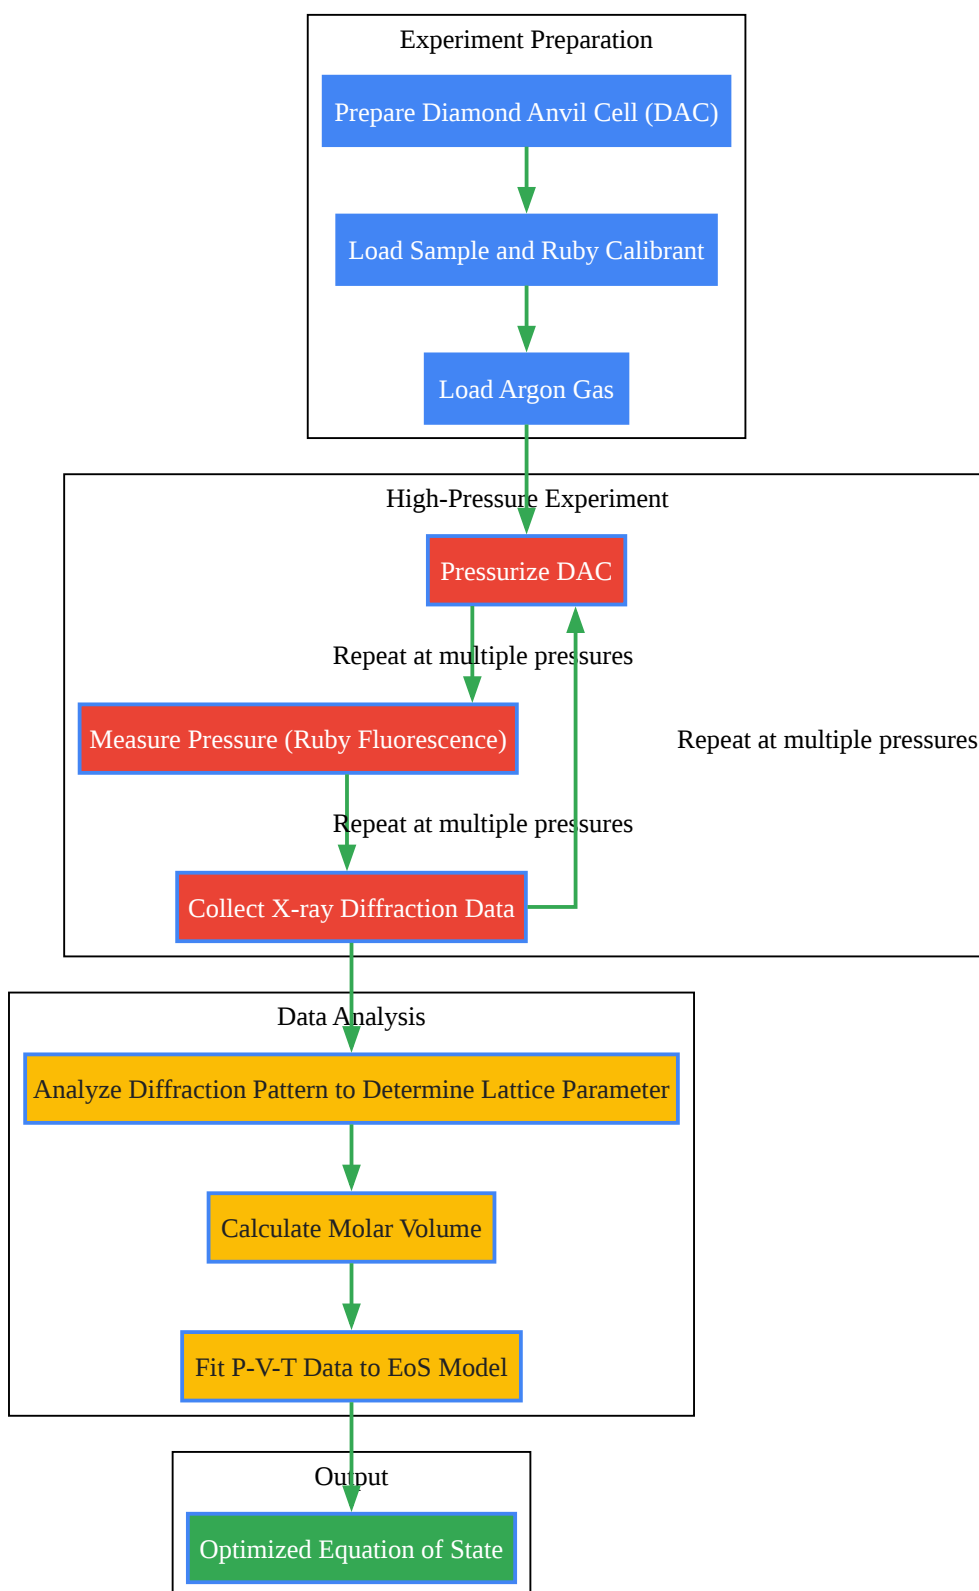 Experiment Preparation
Prepare Diamond Anvil Cell (DAC)
Load Sample and Ruby Calibrant
Load Argon Gas
High-Pressure Experiment
Pressurize DAC
Repeat at multiple pressures
Measure Pressure (Ruby Fluorescence)
Repeat at multiple pressures
Repeat at multiple pressures
Collect X-ray Diffraction Data
Data Analysis
Analyze Diffraction Pattern to Determine Lattice Parameter
Calculate Molar Volume
Fit P-V-T Data to EoS Model
Output
Optimized Equation of State